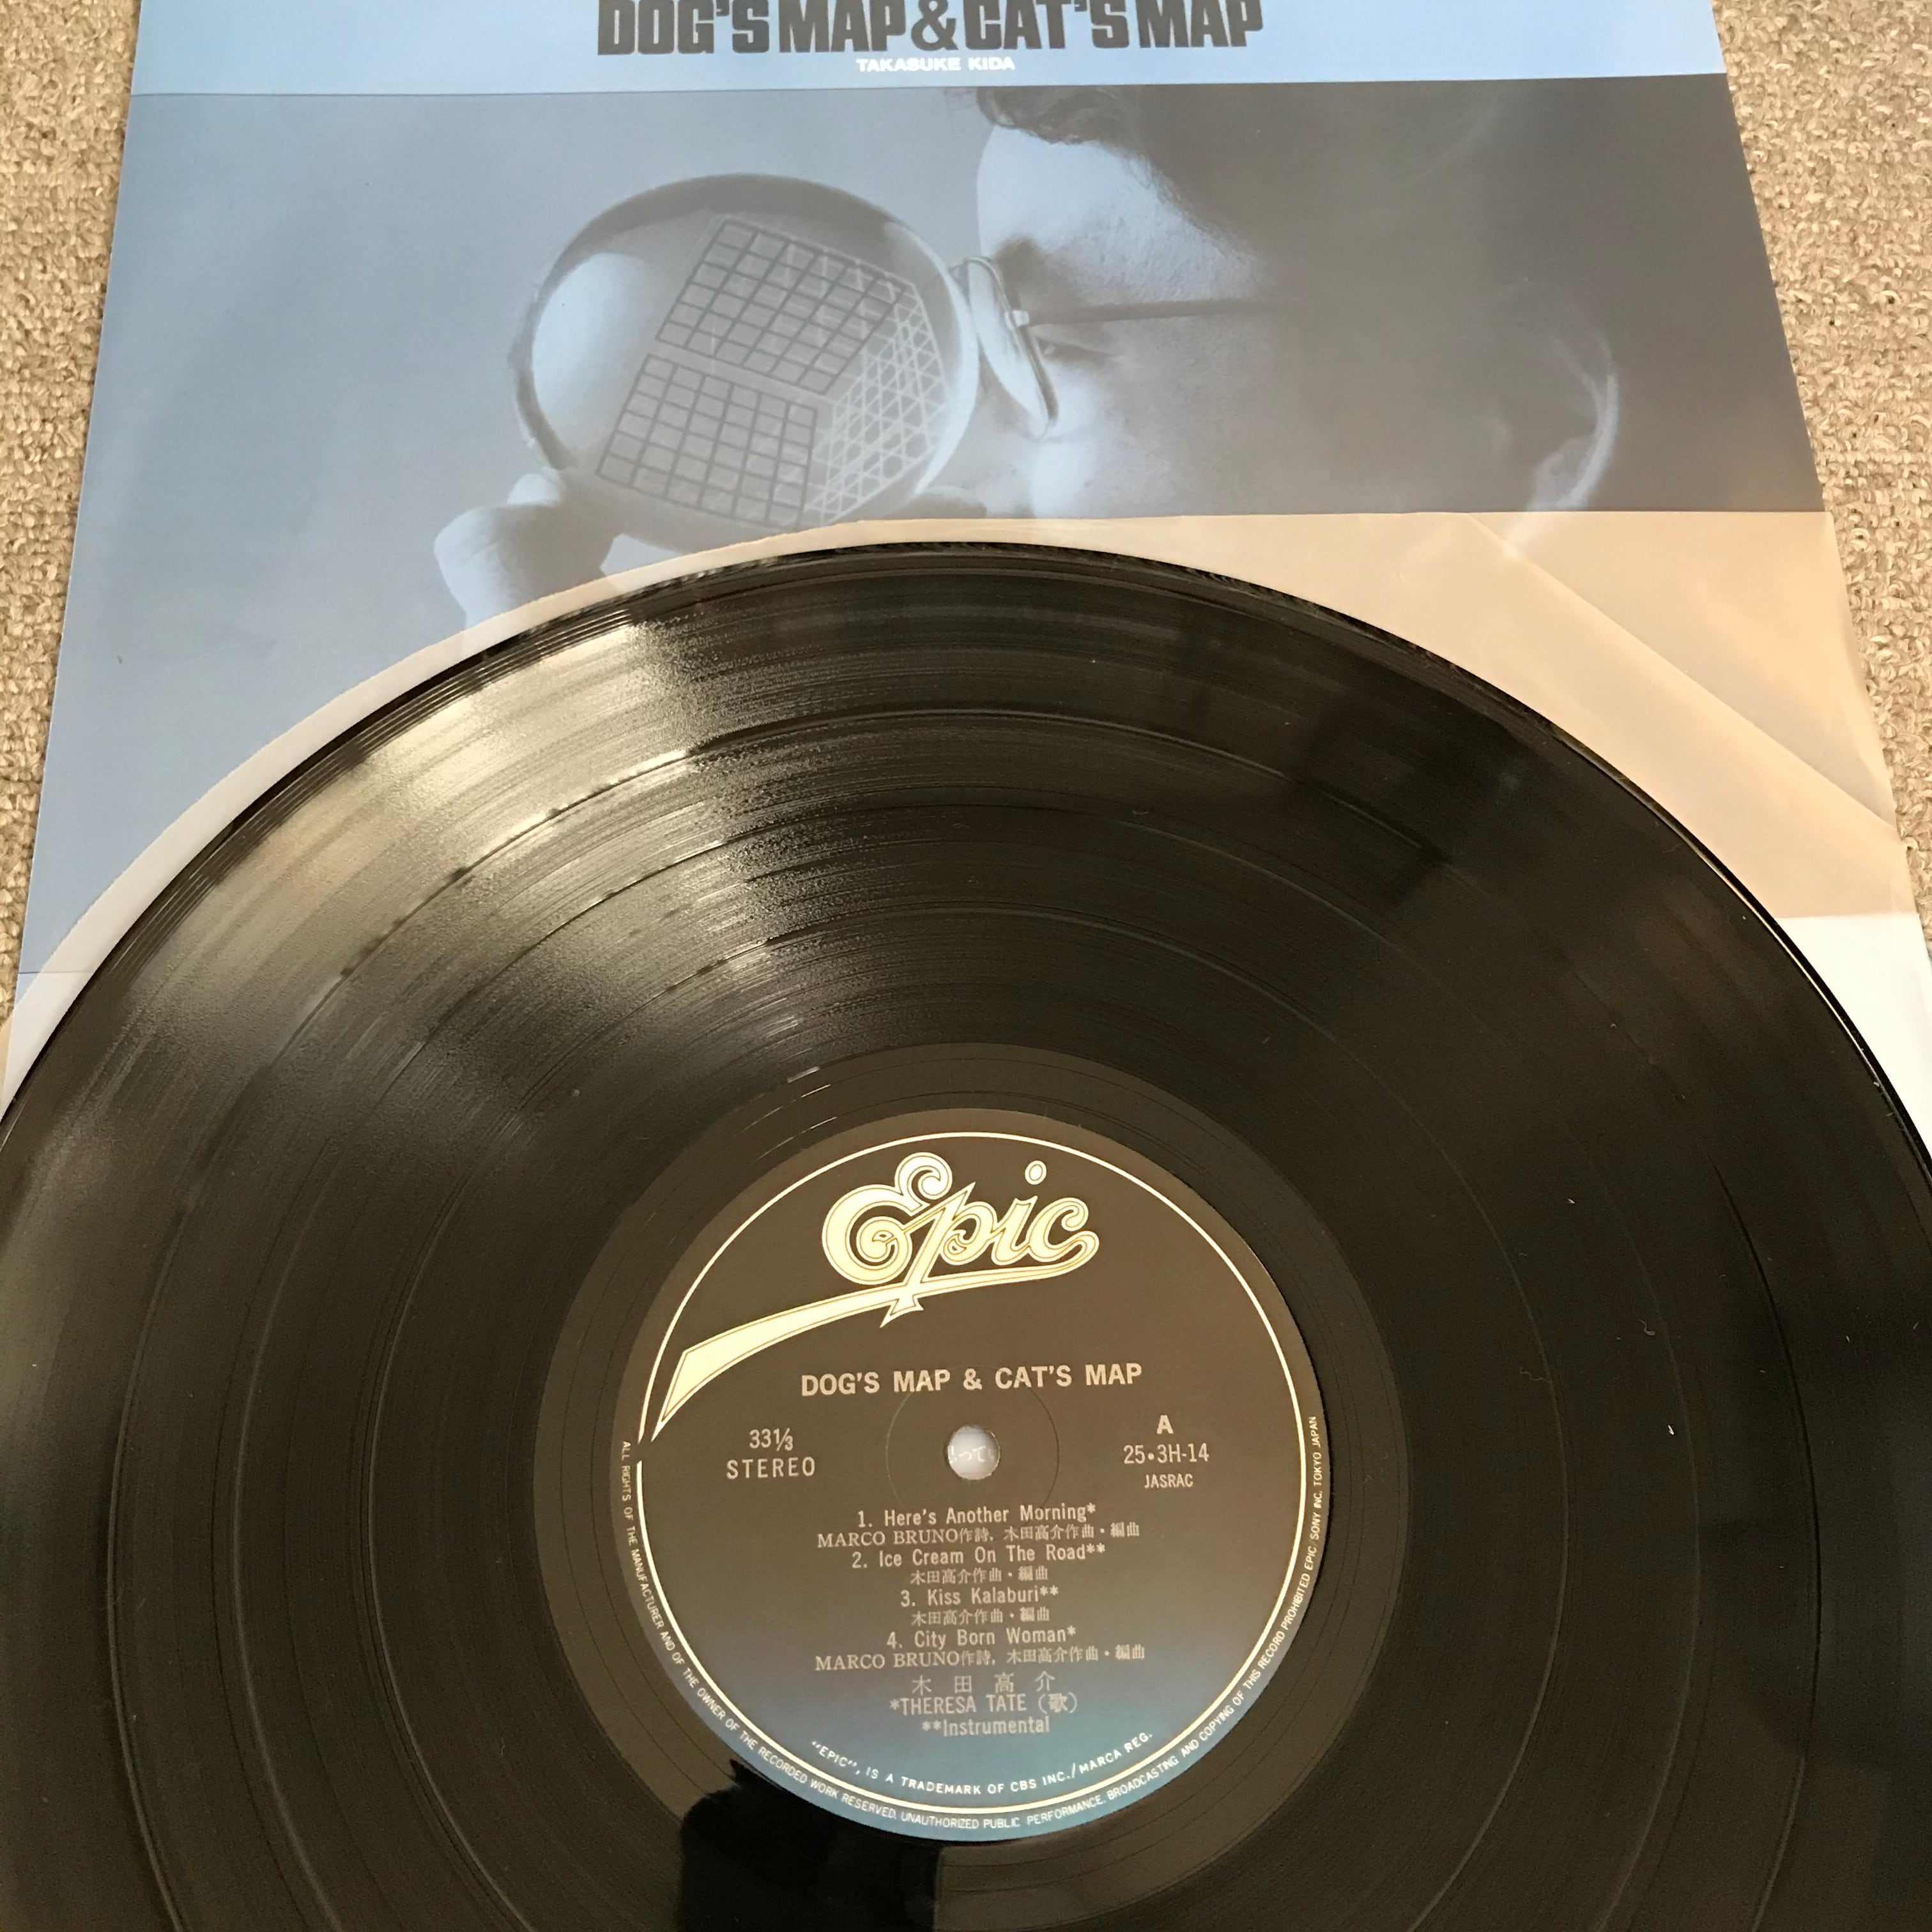 DOG'S MAP & CAT'S MAP
TAKASUKE KIDA
Epic
DOG'S MAP & CAT'S MAP
33⅓
STEREO
A
25・3H-14
JASRAC
1. Here's Another Morning*
MARCO BRUNO作詩, 木田高介作曲・編曲
2. Ice Cream On The Road**
木田高介作曲・編曲
3. Kiss Kalaburi**
木田高介作曲・編曲
4. City Born Woman*
MARCO BRUNO作詩, 木田高介作曲・編曲
木田高介
*THERESA TATE (歌)
**Instrumental
"EPIC", IS A TRADEMARK OF CBS INC./MARCA REG.
ALL RIGHTS OF THE MANUFACTURER AND OF THE OWNER OF THE RECORDED WORK RESERVED. UNAUTHORIZED PUBLIC PERFORMANCE, BROADCASTING AND COPYING OF THIS RECORD PROHIBITED EPIC/SONY INC. TOKYO JAPAN